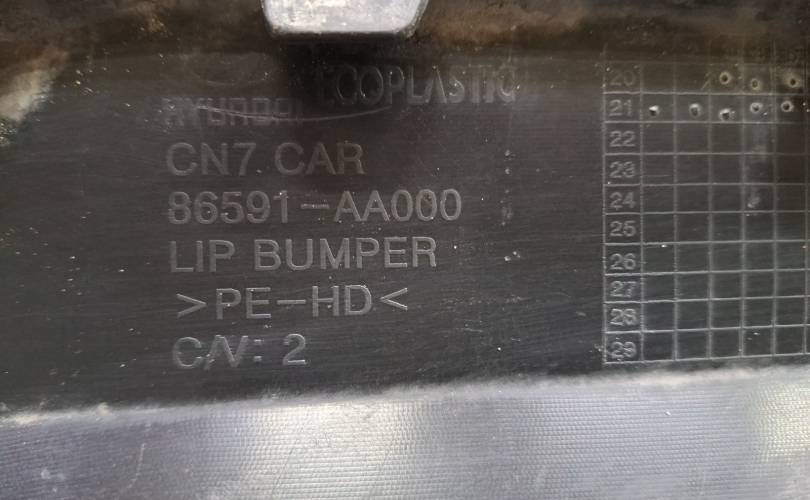 ECOPLASTIC
HYUNDAI
CN7 CAR
86591-AA000
LIP BUMPER
>PE-HD<
C/V: 2
20
21
22
23
24
25
26
27
28
29